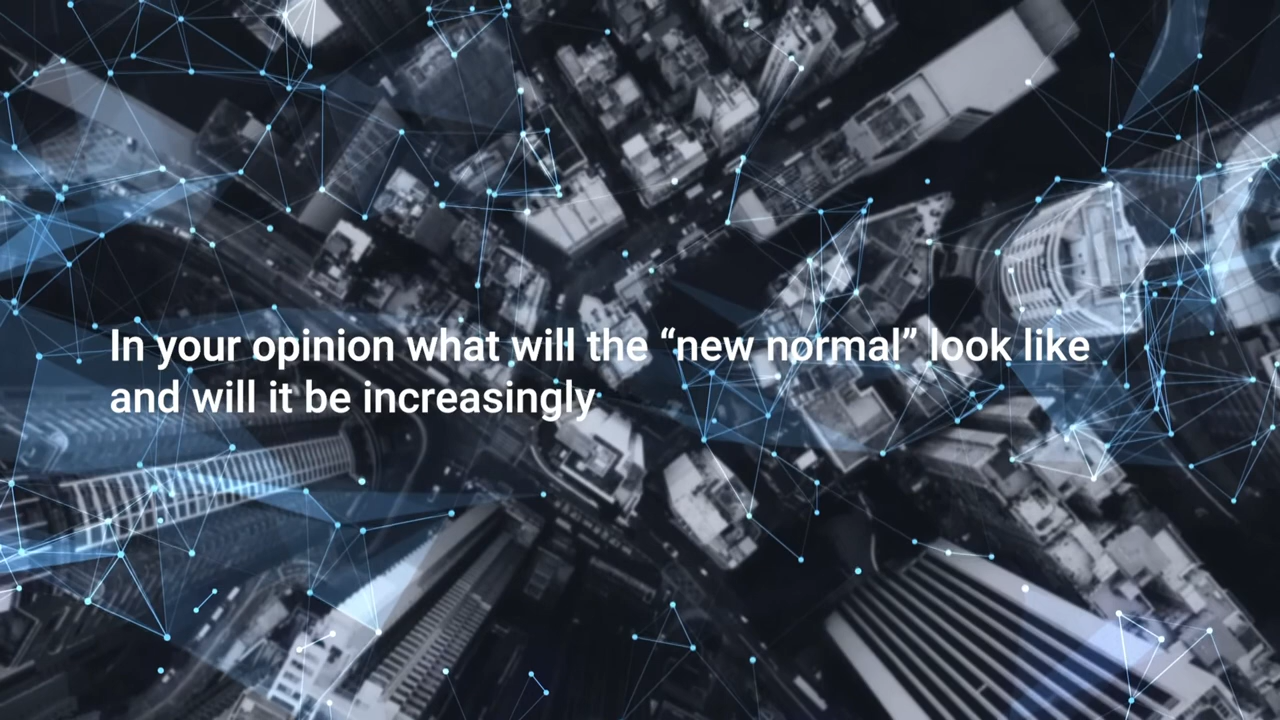 In your opinion what will the “new normal” look like
and will it be increasingly